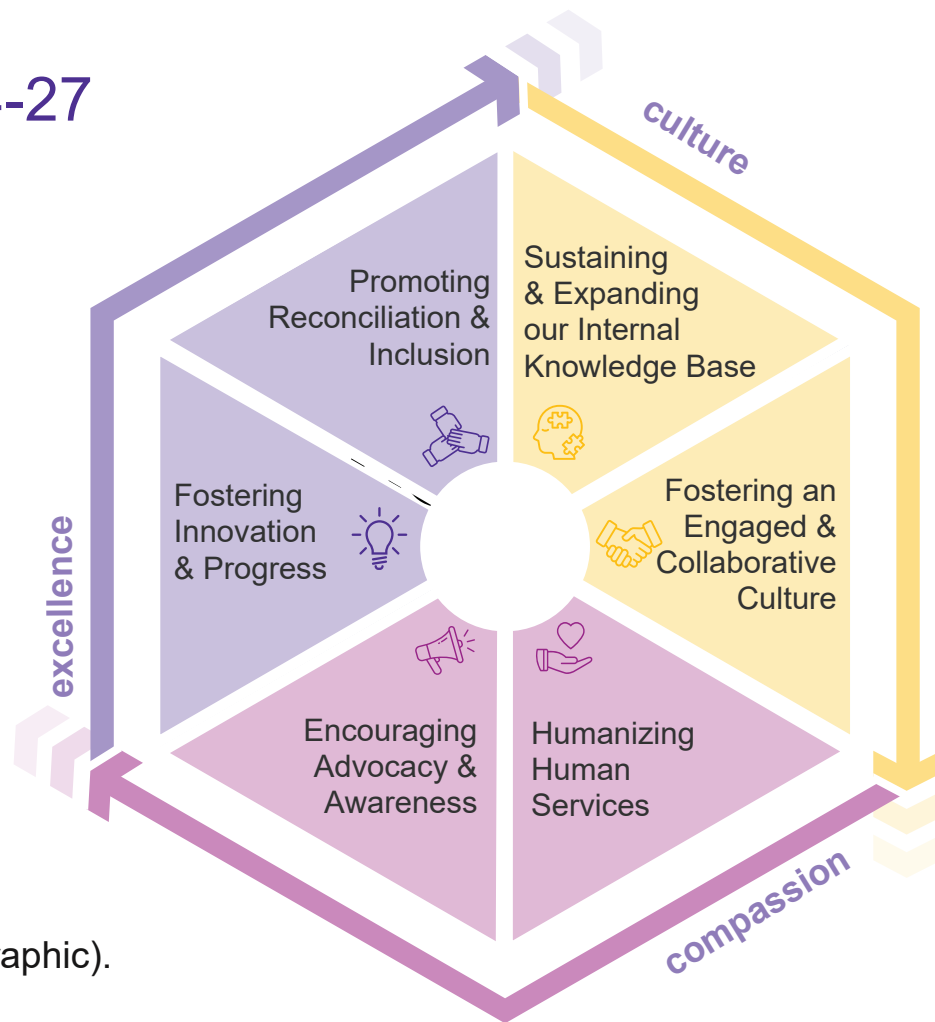 -27
culture
Promoting
Reconciliation &
Inclusion
Sustaining
& Expanding
our Internal
Knowledge Base
Fostering
Innovation
& Progress
Fostering an
Engaged &
Collaborative
Culture
excellence
Encouraging
Advocacy &
Awareness
Humanizing
Human
Services
compassion
raphic).